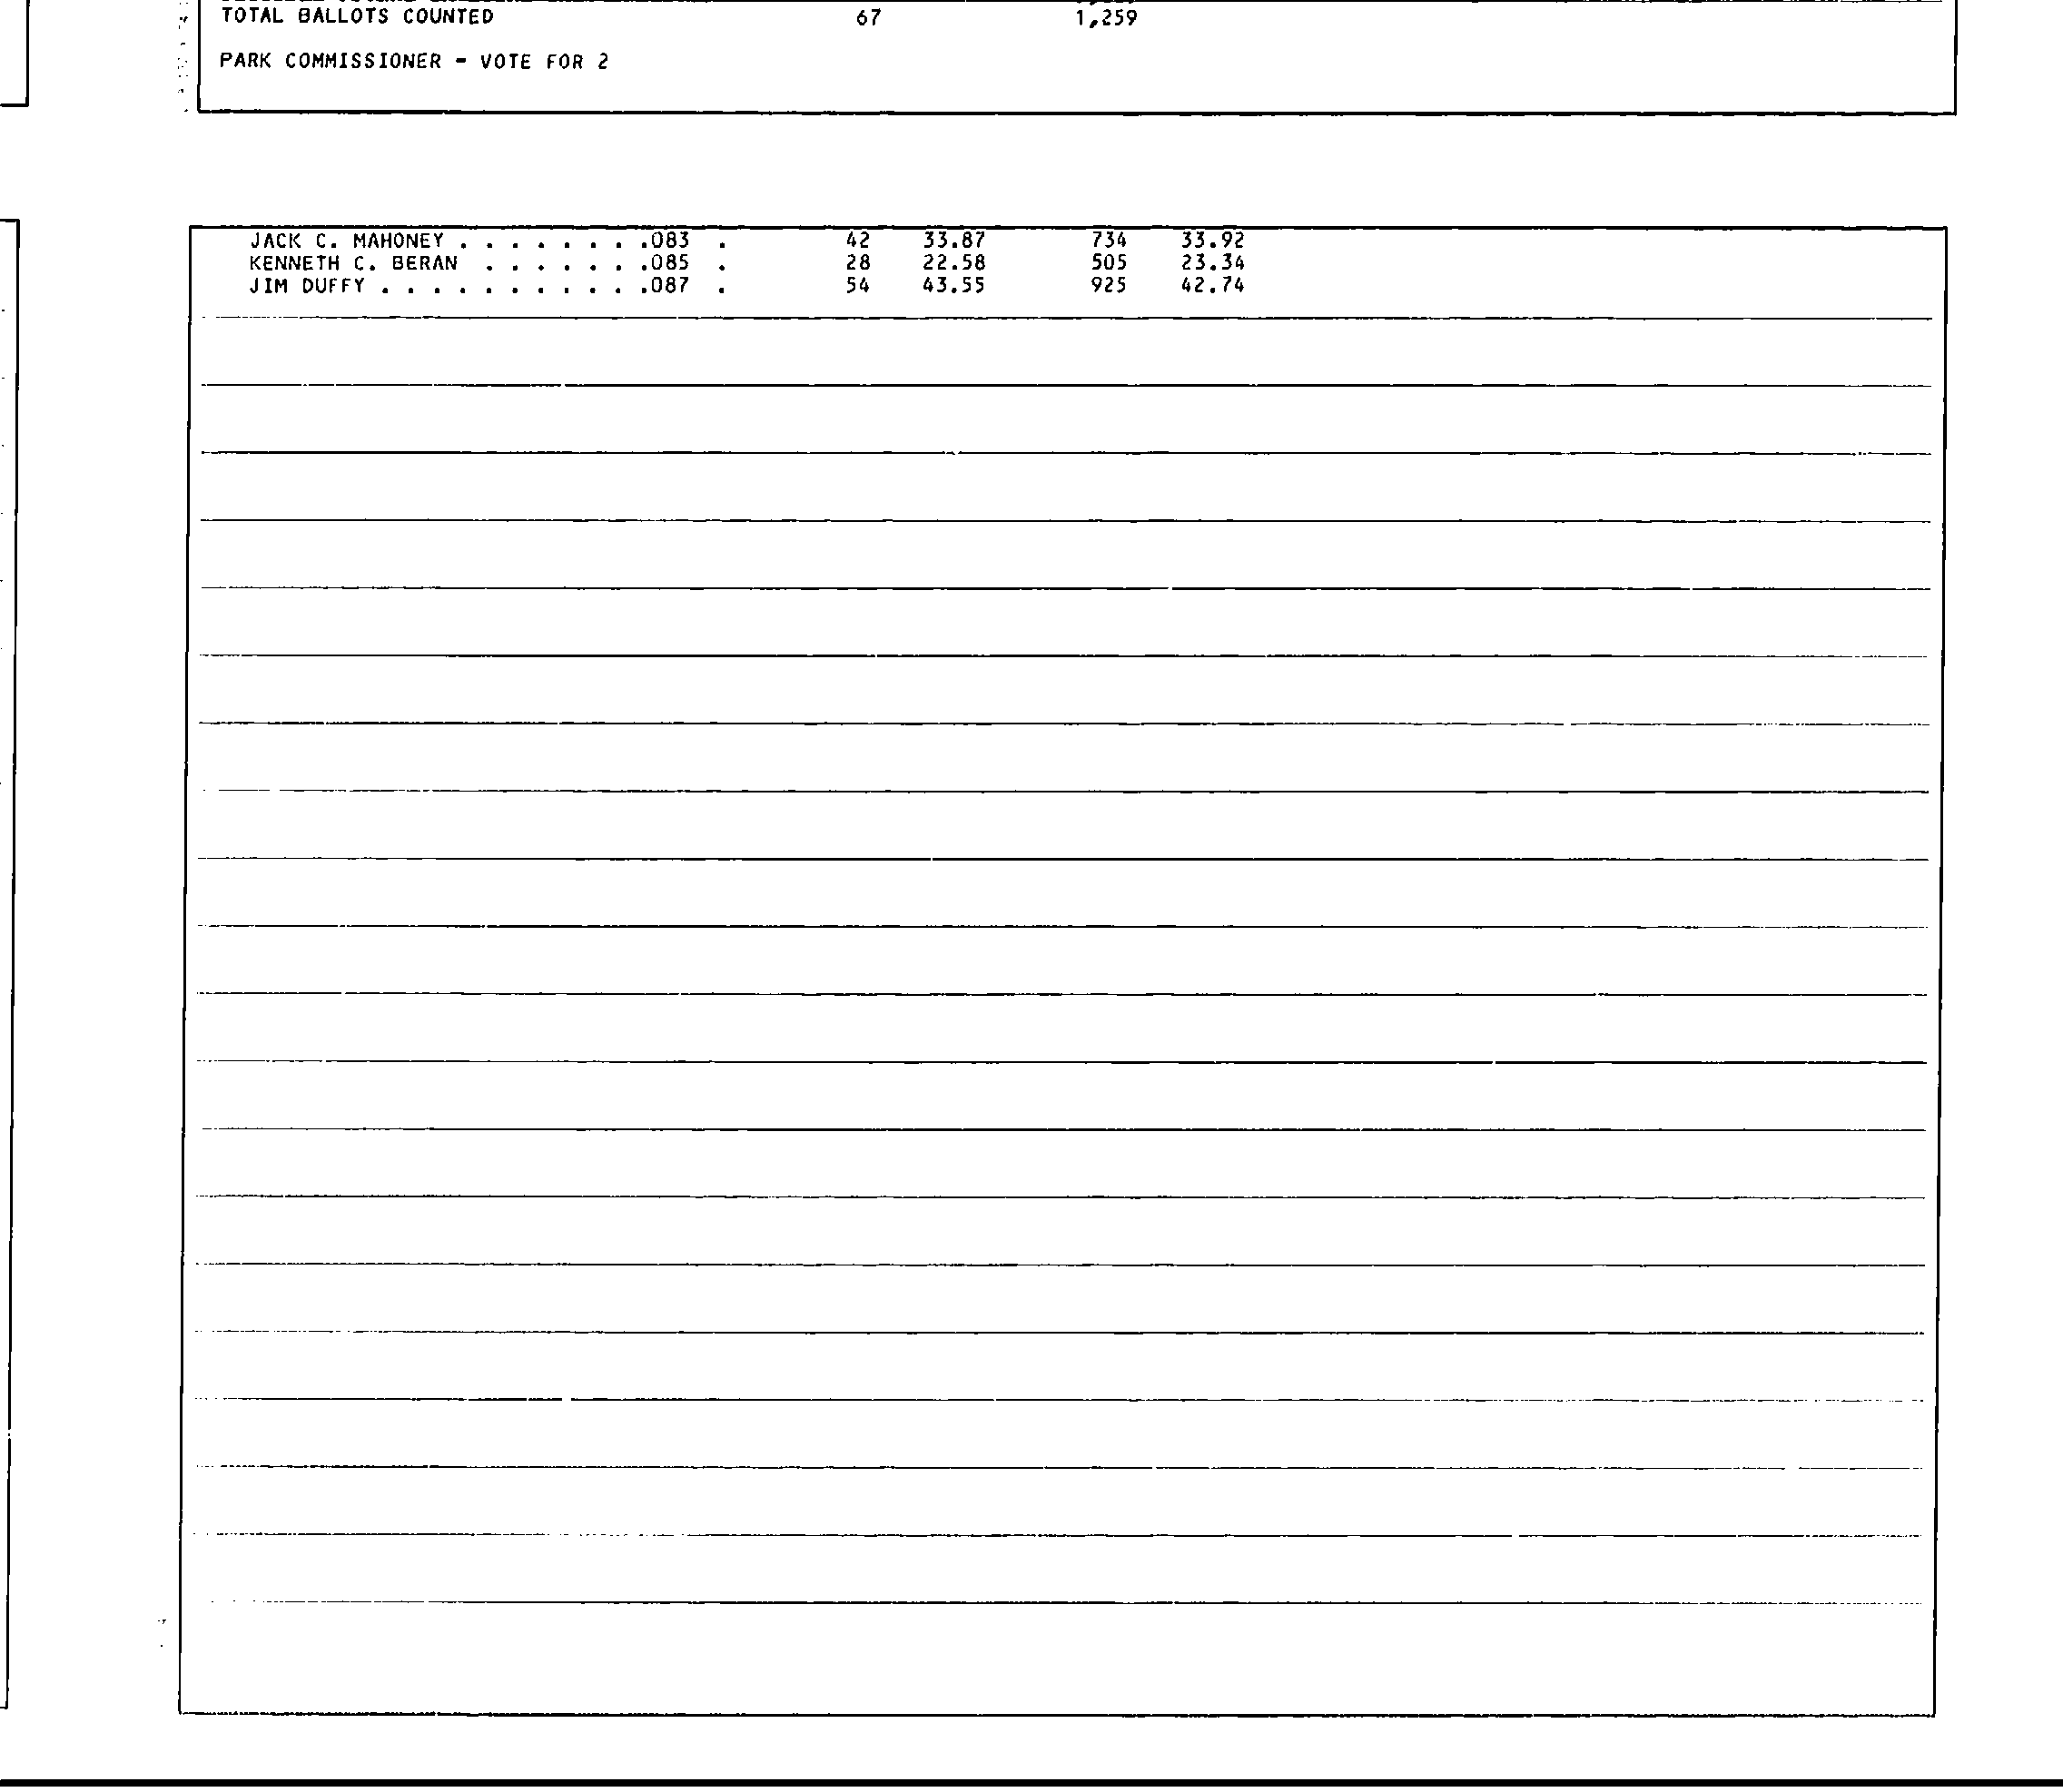 TOTAL BALLOTS COUNTED 67 1,259
PARK COMMISSIONER - VOTE FOR 2
JACK C. MAHONEY . . . . . . . .083 . 42 33.87 734 33.92
KENNETH C. BERAN . . . . . . .085 . 28 22.58 505 23.34
JIM DUFFY . . . . . . . . . . .087 . 54 43.55 925 42.74